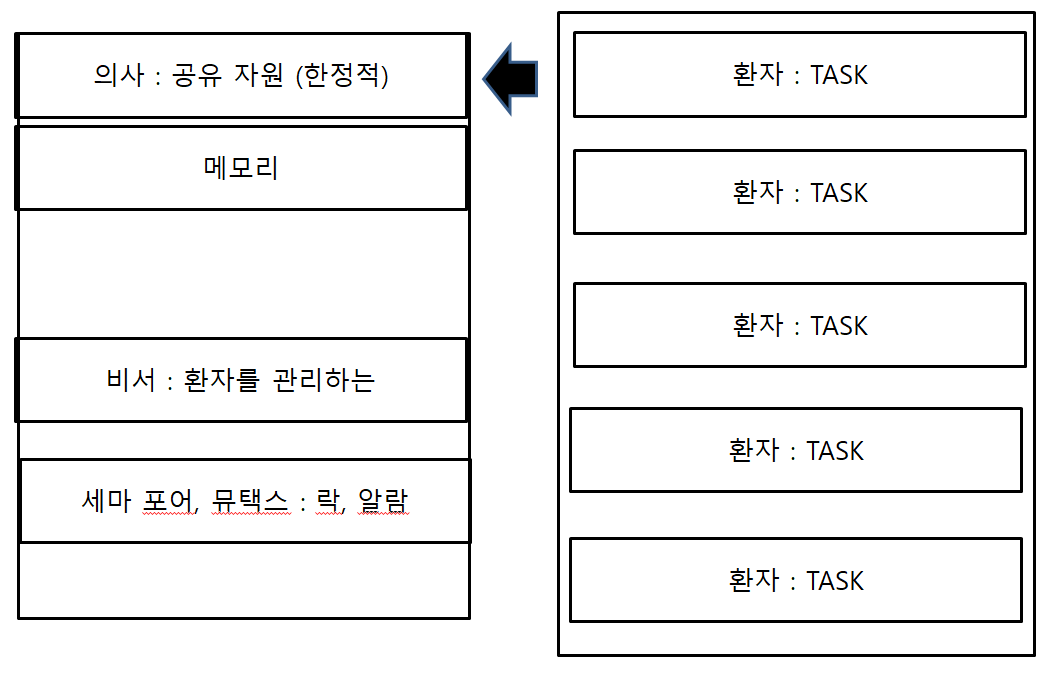 의사 : 공유 자원 (한정적)
메모리
비서 : 환자를 관리하는
세마 포어, 뮤택스 : 락, 알람
환자 : TASK
환자 : TASK
환자 : TASK
환자 : TASK
환자 : TASK